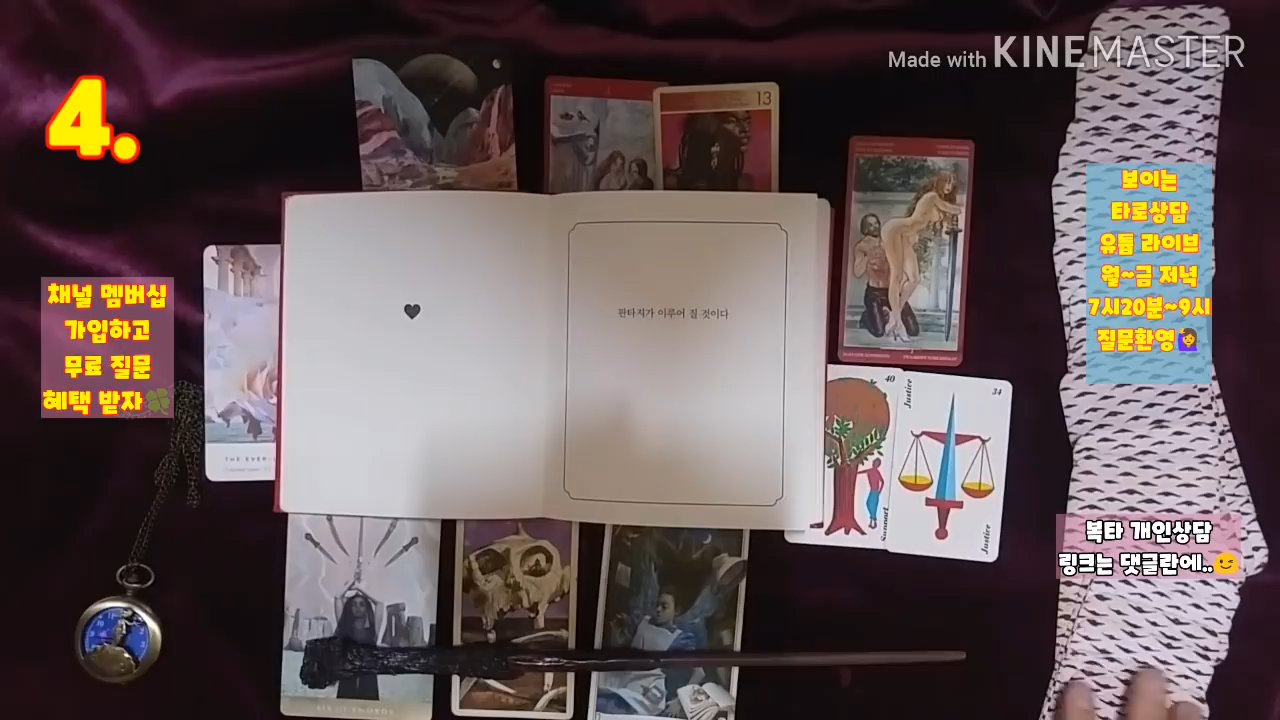 Made with KINEMASTER
4.
13
보이는
타로상담
유튭 라이브
월~금 저녁
7시20분~9시
질문환영🙋‍♀️
채널 멤버십
가입하고
무료 질문
혜택 받자🍀
♥
판타지가 이루어 질 것이다
40
Support
Justice
34
Justice
THE EVER-
복타 개인상담
링크는 댓글란에..😉